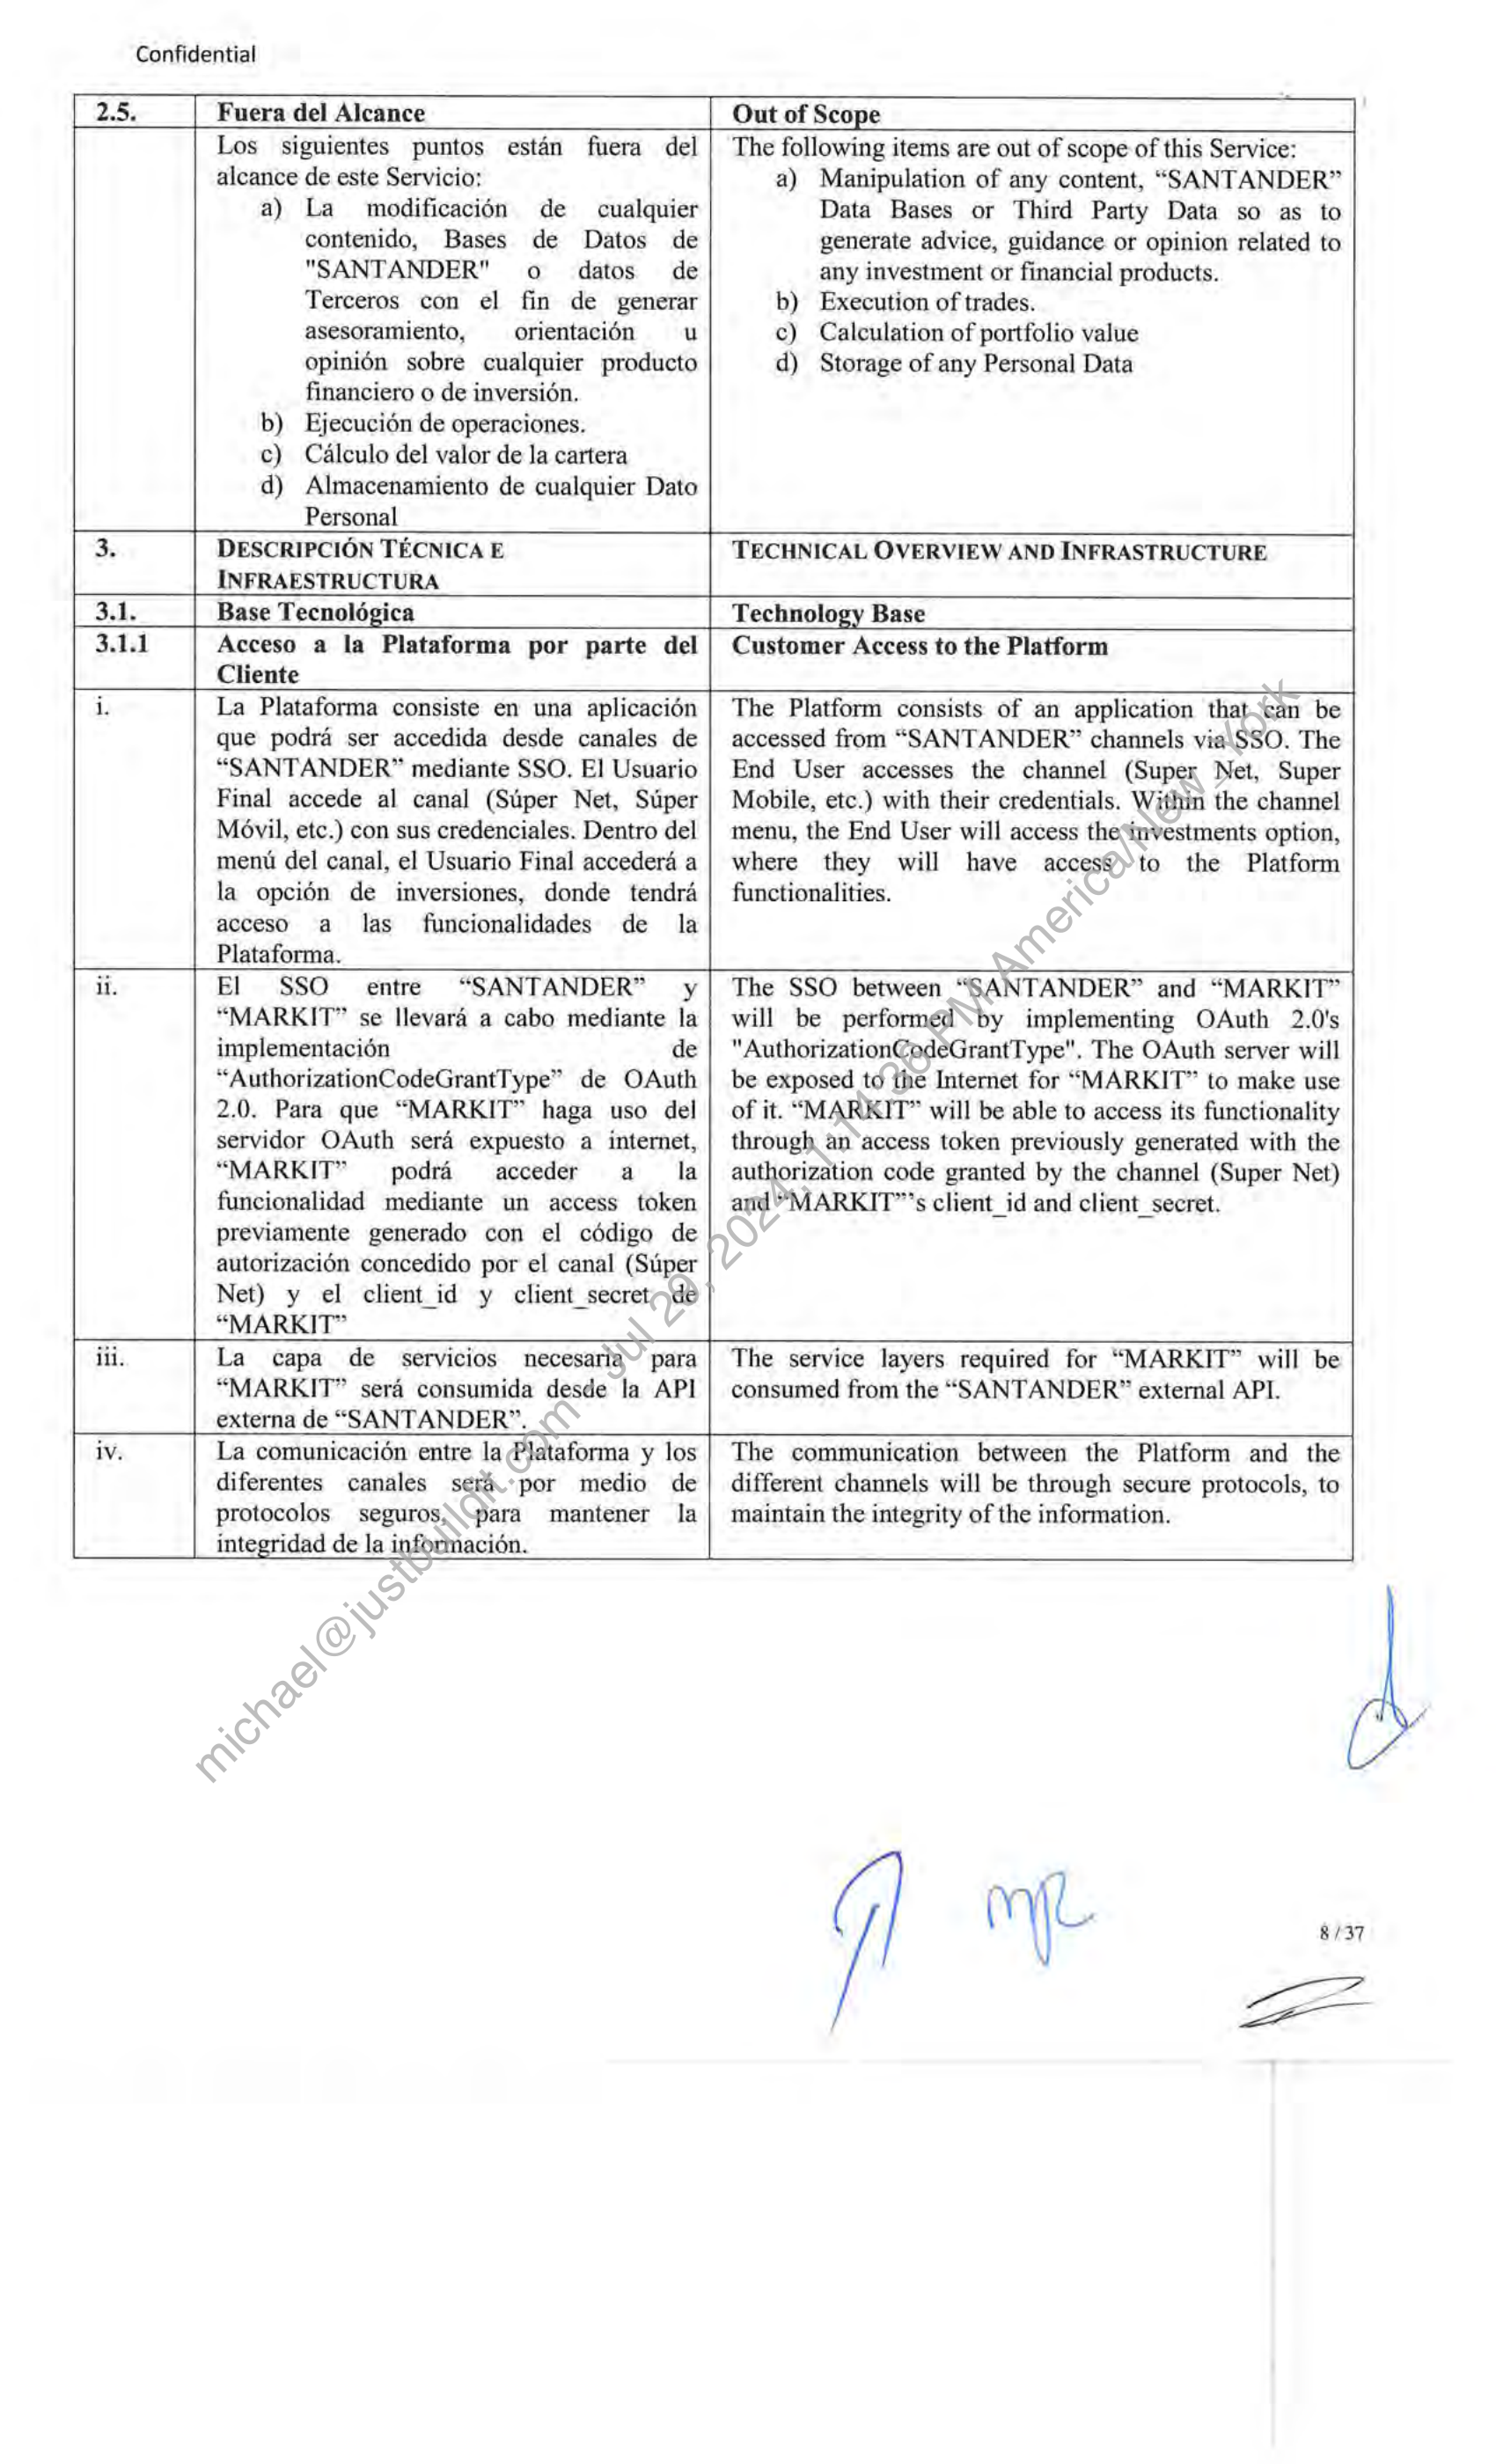 Confidential
2.5.
Fuera del Alcance
Los siguientes puntos están fuera del
alcance de este Servicio:
a) La modificación de cualquier
contenido, Bases de Datos de
"SANTANDER" o datos de
Terceros con el fin de generar
asesoramiento, orientación u
opinión sobre cualquier producto
financiero o de inversión.
b) Ejecución de operaciones.
c) Cálculo del valor de la cartera
d) Almacenamiento de cualquier Dato
Personal
Out of Scope
The following items are out of scope of this Service:
a) Manipulation of any content, “SANTANDER”
Data Bases or Third Party Data so as to
generate advice, guidance or opinion related to
any investment or financial products.
b) Execution of trades.
c) Calculation of portfolio value
d) Storage of any Personal Data
3.
DESCRIPCIÓN TÉCNICA E
INFRAESTRUCTURA
TECHNICAL OVERVIEW AND INFRASTRUCTURE
3.1.
Base Tecnológica
Technology Base
3.1.1
Acceso a la Plataforma por parte del
Cliente
Customer Access to the Platform
i.
La Plataforma consiste en una aplicación
que podrá ser accedida desde canales de
“SANTANDER” mediante SSO. El Usuario
Final accede al canal (Súper Net, Súper
Móvil, etc.) con sus credenciales. Dentro del
menú del canal, el Usuario Final accederá a
la opción de inversiones, donde tendrá
acceso a las funcionalidades de la
Plataforma.
The Platform consists of an application that can be
accessed from “SANTANDER” channels via SSO. The
End User accesses the channel (Super Net, Super
Mobile, etc.) with their credentials. Within the channel
menu, the End User will access the investments option,
where they will have access to the Platform
functionalities.
ii.
El SSO entre “SANTANDER” y
“MARKIT” se llevará a cabo mediante la
implementación de
“AuthorizationCodeGrantType” de OAuth
2.0. Para que “MARKIT” haga uso del
servidor OAuth será expuesto a internet,
“MARKIT” podrá acceder a la
funcionalidad mediante un access token
previamente generado con el código de
autorización concedido por el canal (Súper
Net) y el client_id y client_secret de
“MARKIT”
The SSO between “SANTANDER” and “MARKIT”
will be performed by implementing OAuth 2.0's
"AuthorizationCodeGrantType". The OAuth server will
be exposed to the Internet for “MARKIT” to make use
of it. “MARKIT” will be able to access its functionality
through an access token previously generated with the
authorization code granted by the channel (Super Net)
and “MARKIT”'s client_id and client_secret.
iii.
La capa de servicios necesaria para
“MARKIT” será consumida desde la API
externa de “SANTANDER”.
The service layers required for “MARKIT” will be
consumed from the “SANTANDER” external API.
iv.
La comunicación entre la Plataforma y los
diferentes canales será por medio de
protocolos seguros, para mantener la
integridad de la información.
The communication between the Platform and the
different channels will be through secure protocols, to
maintain the integrity of the information.
michael@justbuildit.com Jul 29, 2024, 1:14:36 PM America/New_York
8 / 37